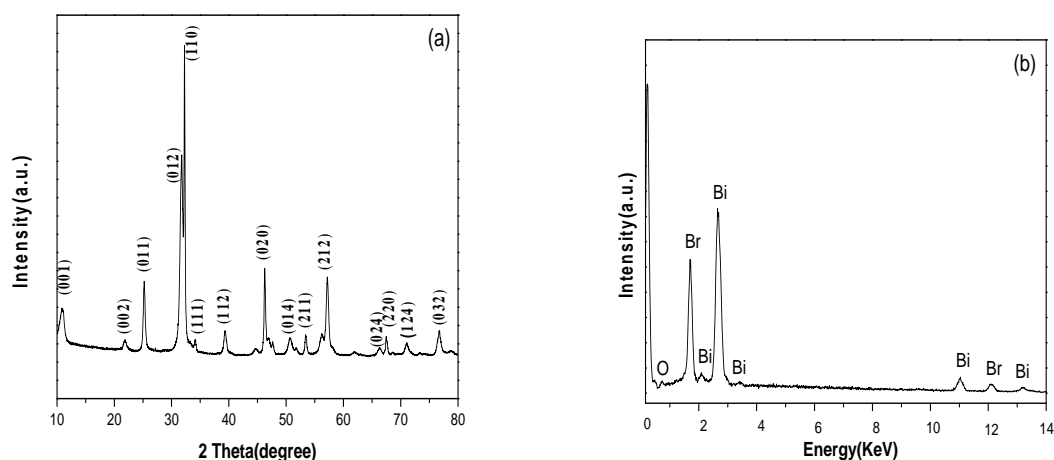 (a)
Intensity(a.u.)
(001)
(002)
(011)
(012)
(110)
(111)
(112)
(020)
(014)
(211)
(212)
(024)
(220)
(124)
(032)
10 20 30 40 50 60 70 80
2 Theta(degree)
(b)
Intensity(a.u.)
O
Br
Bi
Bi
Bi
Bi
Br
Bi
0 2 4 6 8 10 12 14
Energy(KeV)